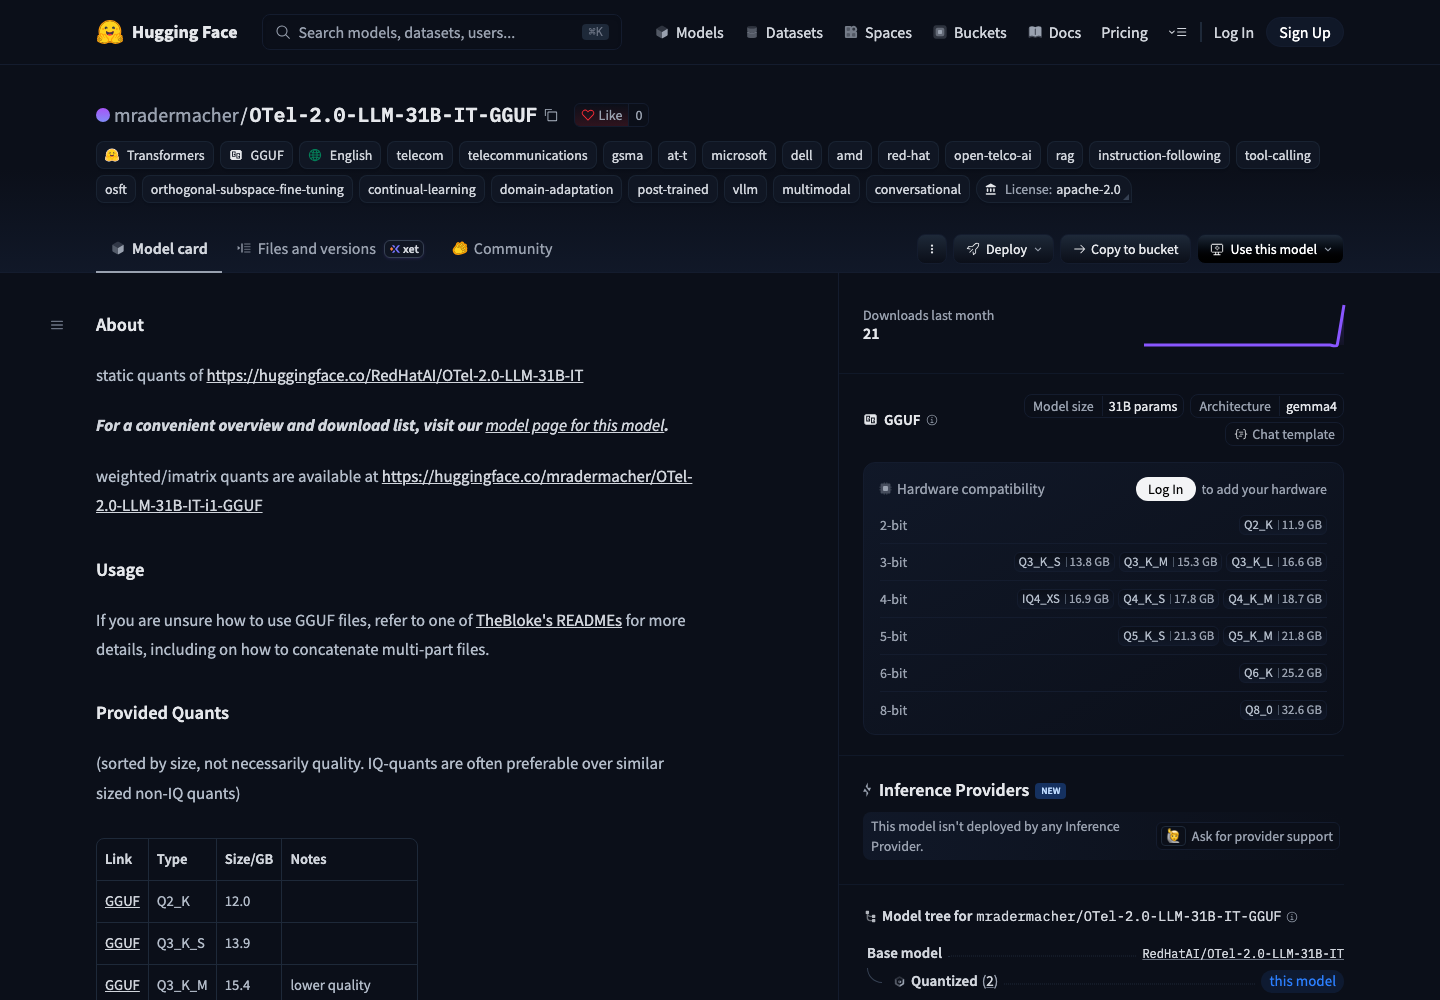 Hugging Face
Search models, datasets, users...
⌘K
Models
Datasets
Spaces
Buckets
Docs
Pricing
Log In
Sign Up
mradermacher/OTel-2.0-LLM-31B-IT-GGUF
Like 0
Transformers GGUF English telecom telecommunications gsma at-t microsoft dell amd red-hat open-telco-ai rag instruction-following tool-calling
osft orthogonal-subspace-fine-tuning continual-learning domain-adaptation post-trained vllm multimodal conversational License: apache-2.0
Model card
Files and versions xet
Community
Deploy
Copy to bucket
Use this model
About
static quants of https://huggingface.co/RedHatAI/OTel-2.0-LLM-31B-IT
For a convenient overview and download list, visit our model page for this model.
weighted/imatrix quants are available at https://huggingface.co/mradermacher/OTel-
2.0-LLM-31B-IT-i1-GGUF
Usage
If you are unsure how to use GGUF files, refer to one of TheBloke's READMEs for more
details, including on how to concatenate multi-part files.
Provided Quants
(sorted by size, not necessarily quality. IQ-quants are often preferable over similar
sized non-IQ quants)
Link Type Size/GB Notes
GGUF Q2_K 12.0
GGUF Q3_K_S 13.9
GGUF Q3_K_M 15.4 lower quality
Downloads last month
21
GGUF
Model size 31B params
Architecture gemma4
Chat template
Hardware compatibility
Log In to add your hardware
2-bit Q2_K 11.9 GB
3-bit Q3_K_S 13.8 GB Q3_K_M 15.3 GB Q3_K_L 16.6 GB
4-bit IQ4_XS 16.9 GB Q4_K_S 17.8 GB Q4_K_M 18.7 GB
5-bit Q5_K_S 21.3 GB Q5_K_M 21.8 GB
6-bit Q6_K 25.2 GB
8-bit Q8_0 32.6 GB
Inference Providers NEW
This model isn't deployed by any Inference
Provider.
Ask for provider support
Model tree for mradermacher/OTel-2.0-LLM-31B-IT-GGUF
Base model RedHatAI/OTel-2.0-LLM-31B-IT
Quantized (2) this model